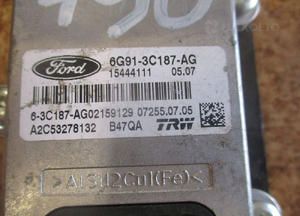 Ford
6G91-3C187-AG
15444111 05.07
6-3C187-AG02159129 07255.07.05
A2C53278132 B47QA TRW
>AlSi12Cu1(Fe)<